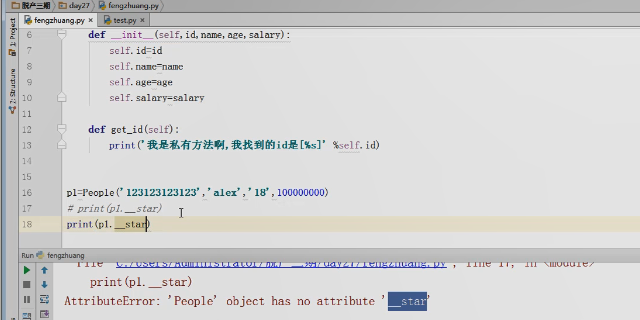 脱产三期 day27 fengzhuang.py
fengzhuang.py test.py
1: Project
7: Structure
6 def __init__(self,id,name,age,salary):
7 self.id=id
8 self.name=name
9 self.age=age
10 self.salary=salary
11
12 def get_id(self):
13 print('我是私有方法啊,我找到的id是[%s]' %self.id)
14
15
16 p1=People('123123123123','alex','18',100000000)
17 # print(p1.__star)
18 print(p1.__star)
Run fengzhuang
File "C:/Users/Administrator/脱产三期/day27/fengzhuang.py", line 17, in <module>
print(p1.__star)
AttributeError: 'People' object has no attribute '__star'